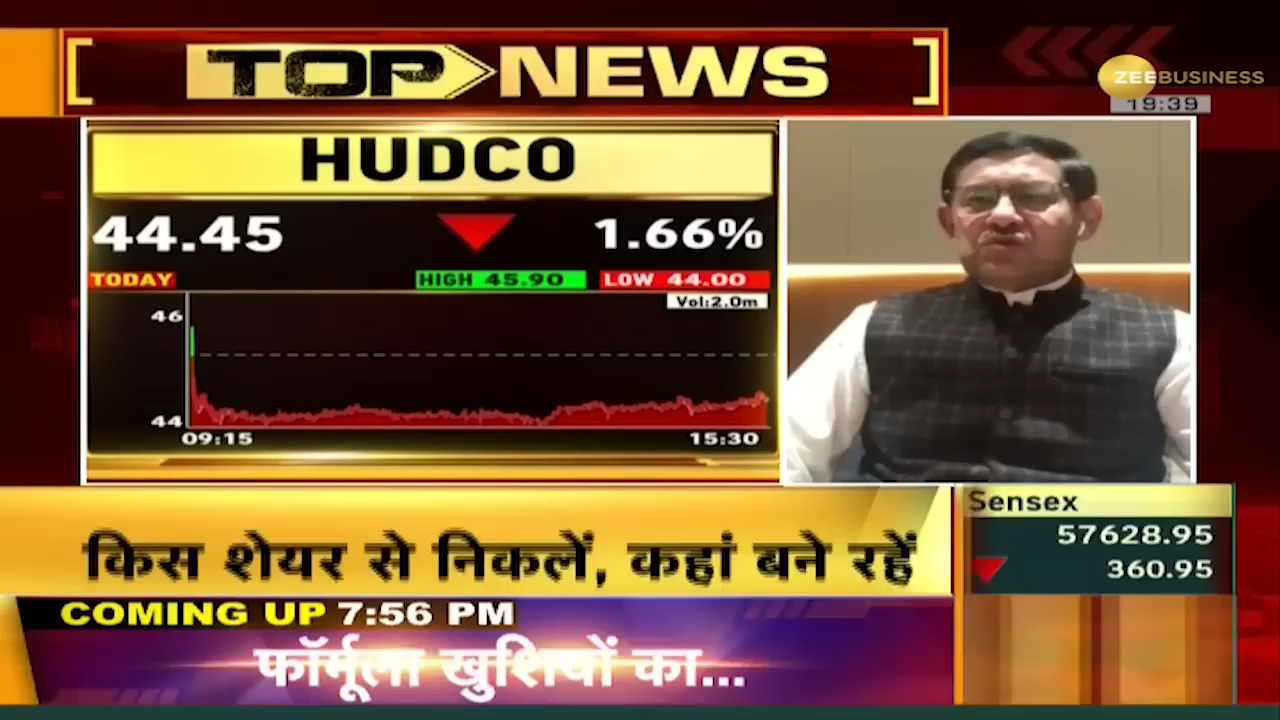 TOP NEWS
ZEEBUSINESS
19:39
HUDCO
44.45 1.66%
TODAY HIGH 45.90 LOW 44.00
Vol:2.0m
46
44
09:15 15:30
किस शेयर से निकलें, कहां बने रहें
Sensex
57628.95
360.95
COMING UP 7:56 PM
फॉर्मूला खुशियों का...